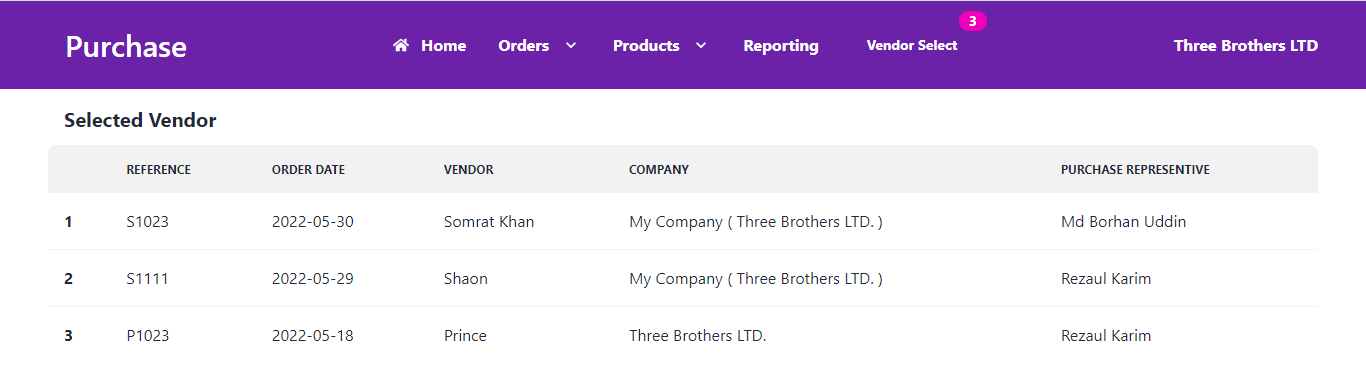 Purchase Home Orders Products Reporting Vendor Select 3 Three Brothers LTD
Selected Vendor
REFERENCE ORDER DATE VENDOR COMPANY PURCHASE REPRESENTIVE
1 S1023 2022-05-30 Somrat Khan My Company ( Three Brothers LTD. ) Md Borhan Uddin
2 S1111 2022-05-29 Shaon My Company ( Three Brothers LTD. ) Rezaul Karim
3 P1023 2022-05-18 Prince Three Brothers LTD. Rezaul Karim